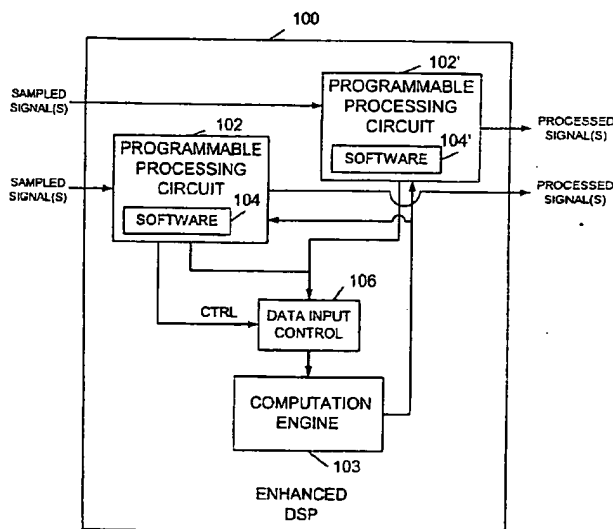 100
102'
SAMPLED
SIGNAL(S)
PROGRAMMABLE
PROCESSING
CIRCUIT
SOFTWARE
104'
PROCESSED
SIGNAL(S)
102
SAMPLED
SIGNAL(S)
PROGRAMMABLE
PROCESSING
CIRCUIT
SOFTWARE
104
PROCESSED
SIGNAL(S)
106
CTRL
DATA INPUT
CONTROL
COMPUTATION
ENGINE
103
ENHANCED
DSP